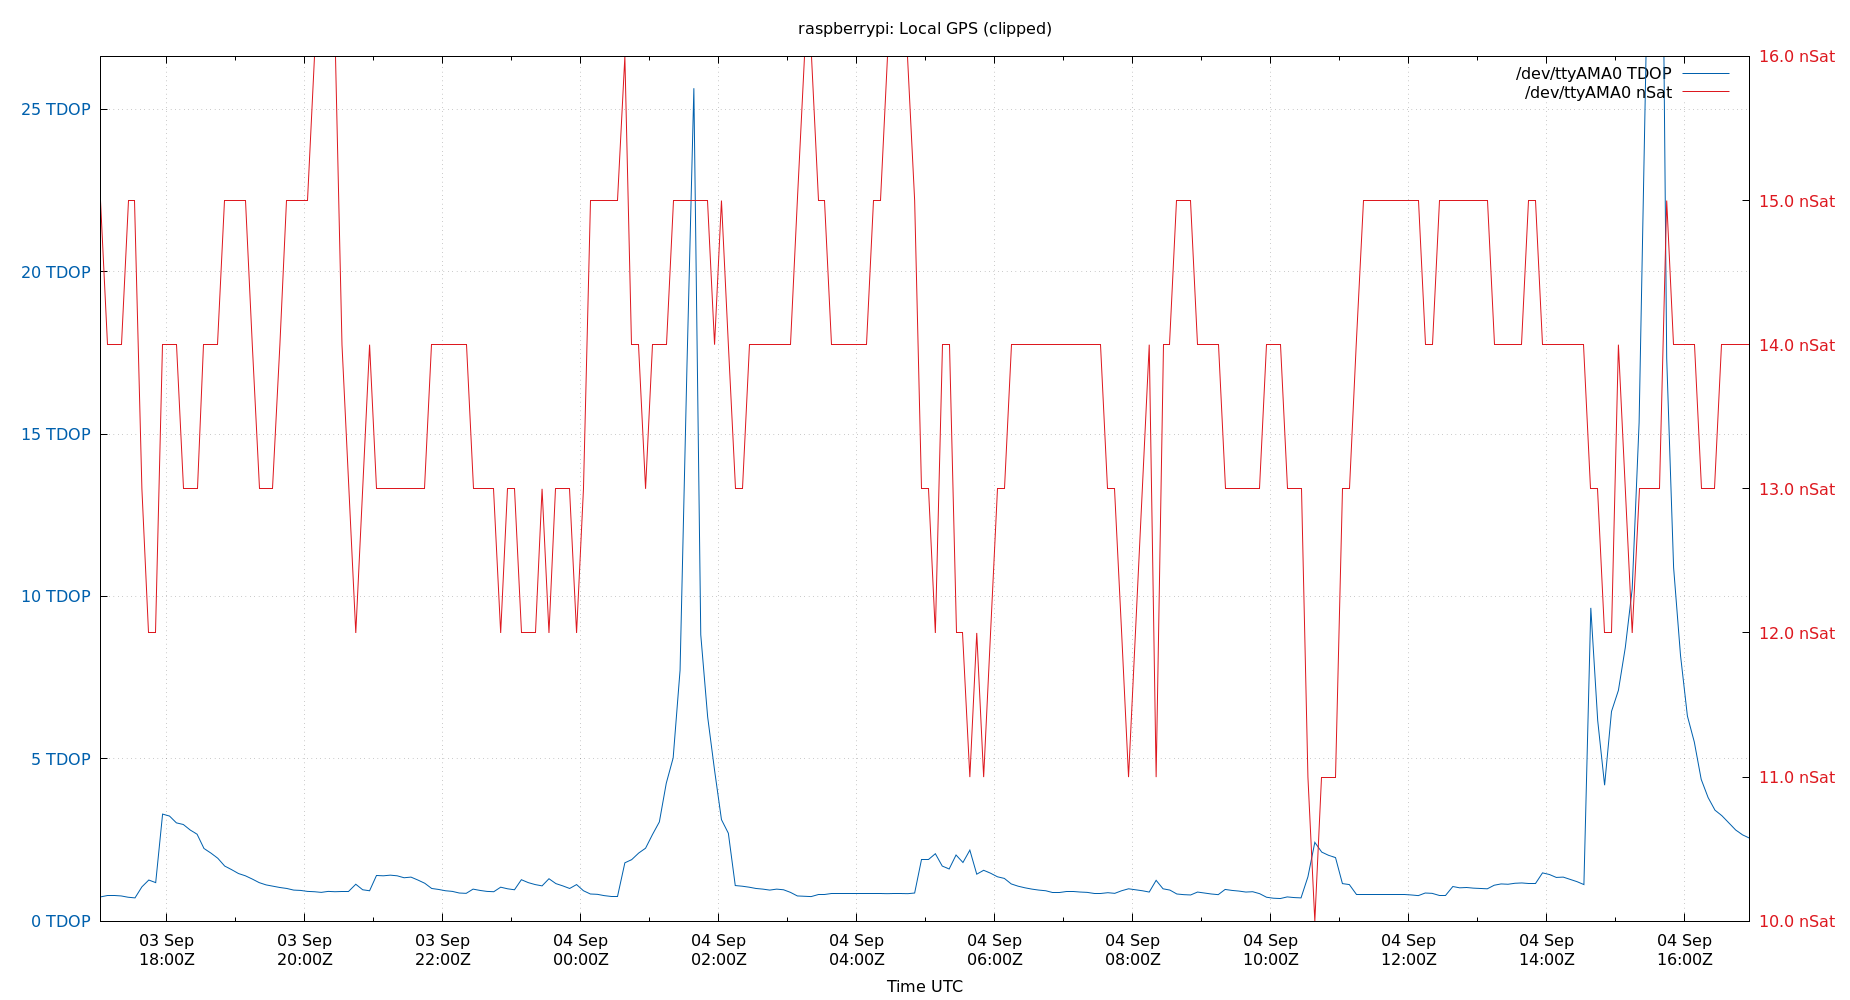 raspberrypi: Local GPS (clipped)
/dev/ttyAMA0 TDOP
/dev/ttyAMA0 nSat
25 TDOP
20 TDOP
15 TDOP
10 TDOP
5 TDOP
0 TDOP
16.0 nSat
15.0 nSat
14.0 nSat
13.0 nSat
12.0 nSat
11.0 nSat
10.0 nSat
03 Sep
18:00Z
03 Sep
20:00Z
03 Sep
22:00Z
04 Sep
00:00Z
04 Sep
02:00Z
04 Sep
04:00Z
04 Sep
06:00Z
04 Sep
08:00Z
04 Sep
10:00Z
04 Sep
12:00Z
04 Sep
14:00Z
04 Sep
16:00Z
Time UTC